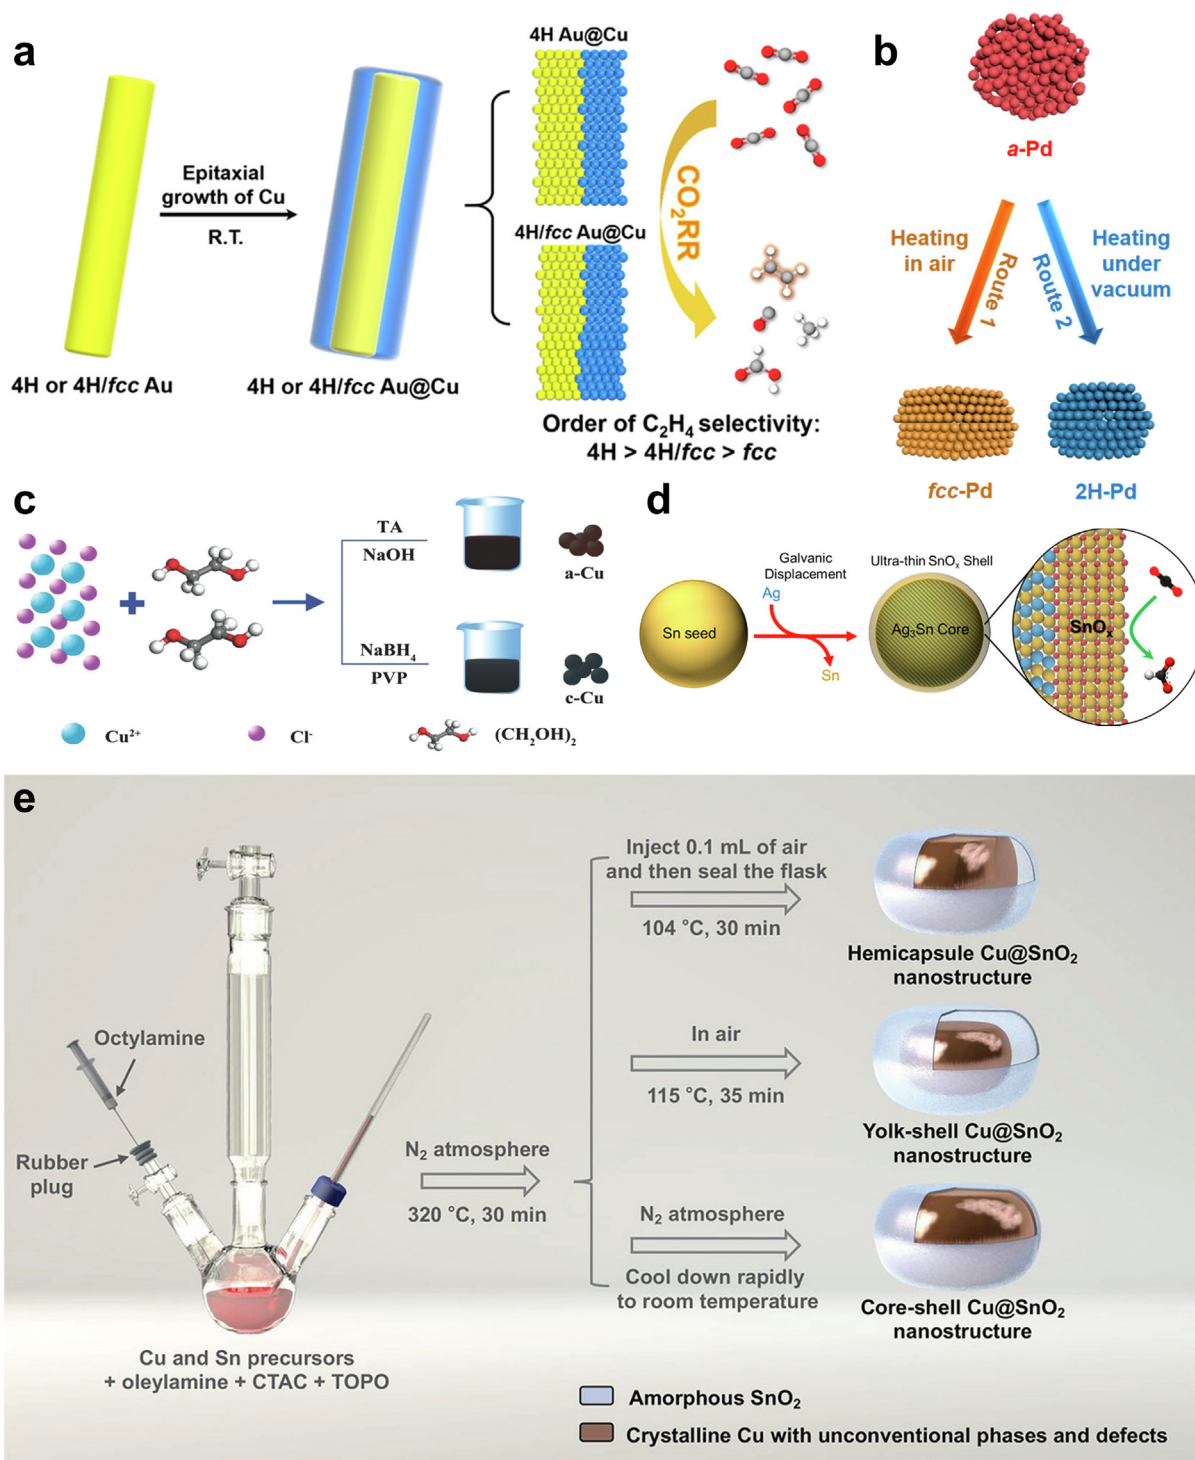 a
4H or 4H/fcc Au
Epitaxial
growth of Cu
R.T.
4H or 4H/fcc Au@Cu
4H Au@Cu
4H/fcc Au@Cu
CO₂RR
Order of C₂H₄ selectivity:
4H > 4H/fcc > fcc
b
a-Pd
Heating
in air
Route 1
Route 2
Heating
under
vacuum
fcc-Pd
2H-Pd
c
TA
NaOH
a-Cu
NaBH₄
PVP
c-Cu
Cu²⁺
Cl⁻
(CH₂OH)₂
d
Sn seed
Galvanic
Displacement
Ag
Sn
Ultra-thin SnOₓ Shell
Ag₃Sn Core
SnOₓ
e
Octylamine
Rubber
plug
Cu and Sn precursors
+ oleylamine + CTAC + TOPO
N₂ atmosphere
320 °C, 30 min
Inject 0.1 mL of air
and then seal the flask
104 °C, 30 min
Hemicapsule Cu@SnO₂
nanostructure
In air
115 °C, 35 min
Yolk-shell Cu@SnO₂
nanostructure
N₂ atmosphere
Cool down rapidly
to room temperature
Core-shell Cu@SnO₂
nanostructure
Amorphous SnO₂
Crystalline Cu with unconventional phases and defects